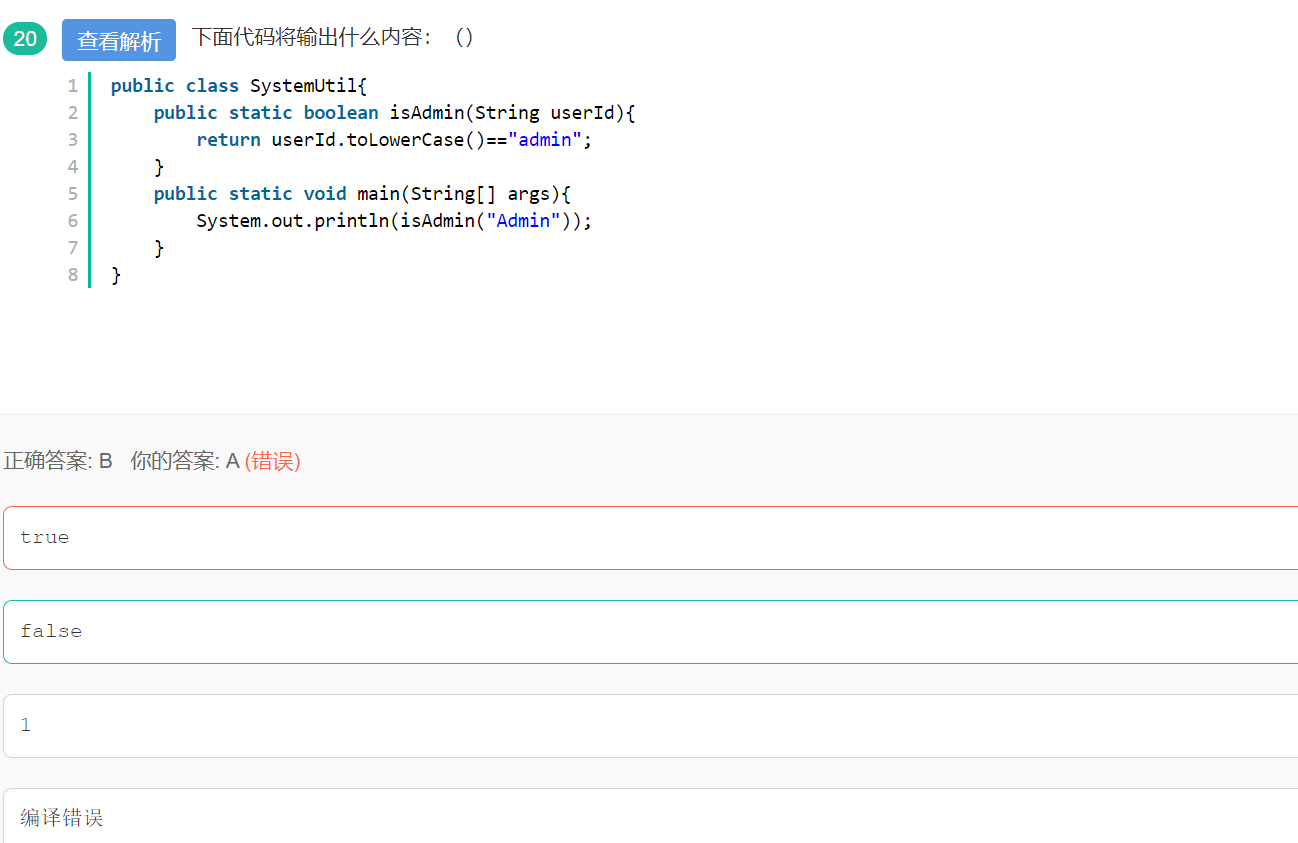 20 查看解析 下面代码将输出什么内容：（）
1 public class SystemUtil{
2     public static boolean isAdmin(String userId){
3         return userId.toLowerCase()=="admin";
4     }
5     public static void main(String[] args){
6         System.out.println(isAdmin("Admin"));
7     }
8 }
正确答案: B 你的答案: A (错误)
true
false
1
编译错误